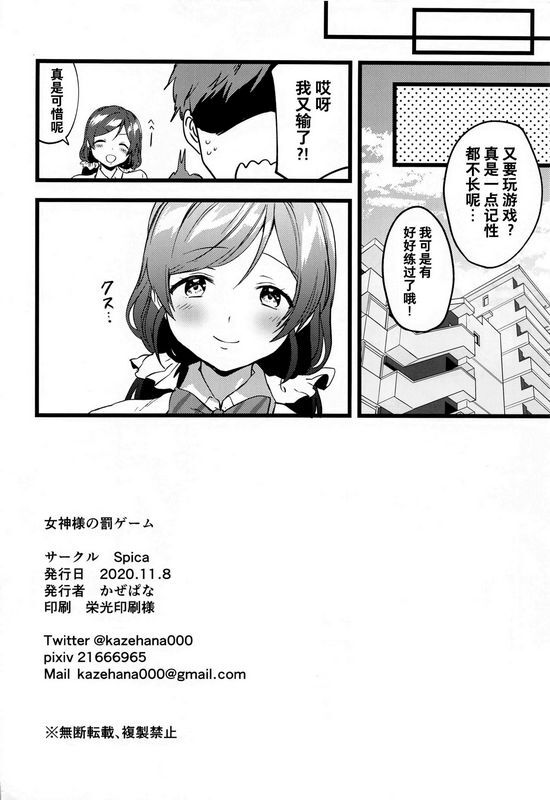 又要玩游戏？
真是一点记性
都不长呢…
我可是有
好好练过了哦！
哎呀
我又输了?!
真是可惜呢
へへー
クス…
女神様の罰ゲーム
サークル　Spica
発行日　2020.11.8
発行者　かぜぱな
印刷　栄光印刷様
Twitter @kazehana000
pixiv 21666965
Mail kazehana000@gmail.com
※無断転載、複製禁止